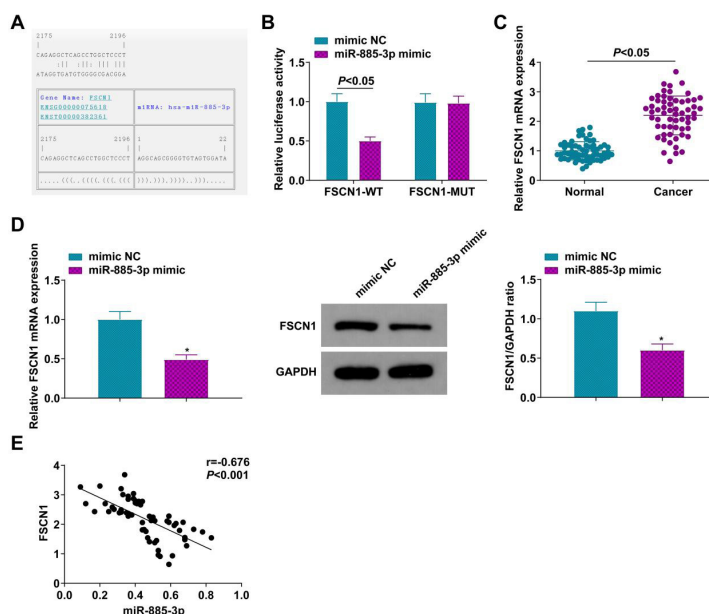 A
2175 2196
| |
CAGAGGCTCAGCCTGGCTCCCT
:||: :||: ||| |||
ATAGGTGATGTGGGGCGACGGA
Gene Name: FSCN1
miRNA: hsa-miR-885-3p
2175 2196
| |
CAGAGGCTCAGCCTGGCTCCCT
1 22
| |
AGGCAGCGGGGTGTAGTGGATA
B
mimic NC
miR-885-3p mimic
Relative luciferase activity
1.5
1.0
0.5
0.0
P<0.05
FSCN1-WT FSCN1-MUT
C
P<0.05
Relative FSCN1 mRNA expression
5
4
3
2
1
0
Normal Cancer
D
mimic NC
miR-885-3p mimic
Relative FSCN1 mRNA expression
1.5
1.0
0.5
0.0
*
mimic NC miR-885-3p mimic
FSCN1
GAPDH
mimic NC
miR-885-3p mimic
FSCN1/GAPDH ratio
1.5
1.0
0.5
0.0
*
E
r=-0.676
P<0.001
FSCN1
4
3
2
1
0
0.0 0.2 0.4 0.6 0.8 1.0
miR-885-3p